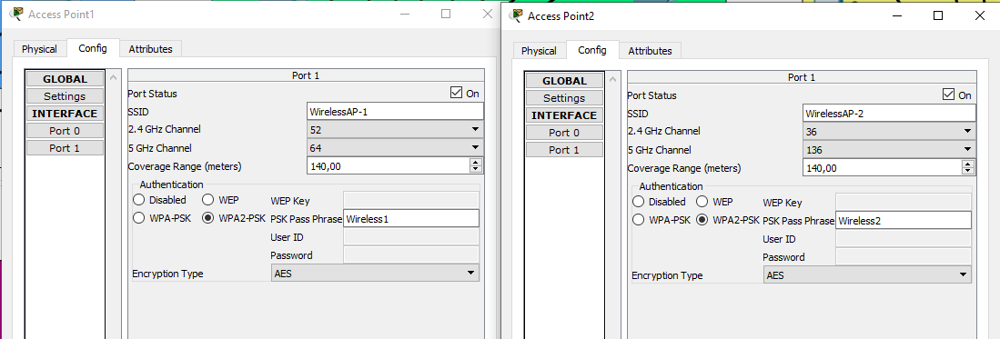 Access Point1
Physical Config Attributes
GLOBAL
Settings
INTERFACE
Port 0
Port 1
Port 1
Port Status On
SSID WirelessAP-1
2.4 GHz Channel 52
5 GHz Channel 64
Coverage Range (meters) 140,00
Authentication
Disabled WEP WEP Key
WPA-PSK WPA2-PSK PSK Pass Phrase Wireless1
User ID
Password
Encryption Type AES
Access Point2
Physical Config Attributes
GLOBAL
Settings
INTERFACE
Port 0
Port 1
Port 1
Port Status On
SSID WirelessAP-2
2.4 GHz Channel 36
5 GHz Channel 136
Coverage Range (meters) 140,00
Authentication
Disabled WEP WEP Key
WPA-PSK WPA2-PSK PSK Pass Phrase Wireless2
User ID
Password
Encryption Type AES